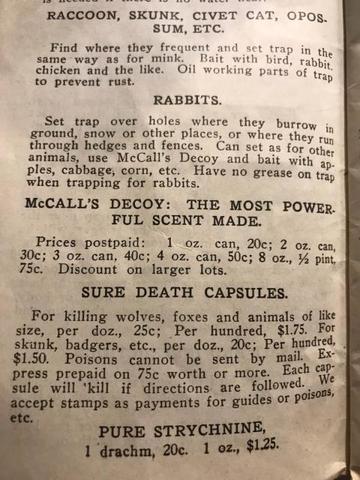 is needed if there is no water near.
RACCOON, SKUNK, CIVET CAT, OPOS-
SUM, ETC.
Find where they frequent and set trap in the
same way as for mink. Bait with bird, rabbit,
chicken and the like. Oil working parts of trap
to prevent rust.
RABBITS.
Set trap over holes where they burrow in
ground, snow or other places, or where they run
through hedges and fences. Can set as for other
animals, use McCall's Decoy and bait with ap-
ples, cabbage, corn, etc. Have no grease on trap
when trapping for rabbits.
McCALL'S DECOY: THE MOST POWER-
FUL SCENT MADE.
Prices postpaid: 1 oz. can, 20c; 2 oz. can,
30c; 3 oz. can, 40c; 4 oz. can, 50c; 8 oz., ½ pint,
75c. Discount on larger lots.
SURE DEATH CAPSULES.
For killing wolves, foxes and animals of like
size, per doz., 25c; Per hundred, $1.75. For
skunk, badgers, etc., per doz., 20c; Per hundred,
$1.50. Poisons cannot be sent by mail. Ex-
press prepaid on 75c worth or more. Each cap-
sule will 'kill if directions are followed. We
accept stamps as payments for guides or poisons,
etc.
PURE STRYCHNINE,
1 drachm, 20c. 1 oz., $1.25.